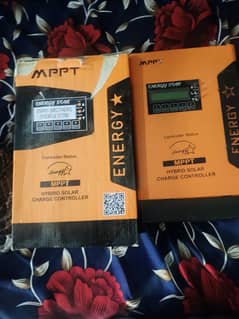 MPPT
ENERGY STAR
Controller Status
MPPT
HYBRID SOLAR
CHARGE CONTROLLER
ENERGY
MPPT
ENERGY STAR
Controller Status
MPPT
HYBRID SOLAR
CHARGE CONTROLLER
ENERGY